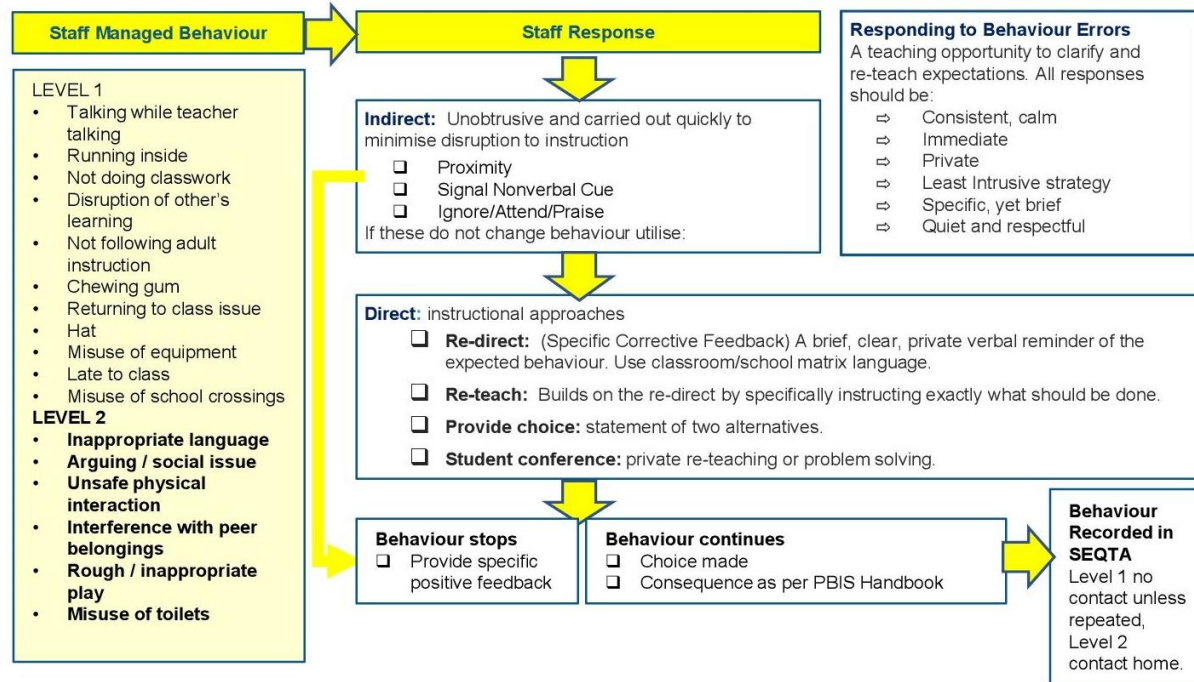 Staff Managed Behaviour
Staff Response
LEVEL 1
• Talking while teacher
talking
• Running inside
• Not doing classwork
• Disruption of other's
learning
• Not following adult
instruction
• Chewing gum
• Returning to class issue
• Hat
• Misuse of equipment
• Late to class
• Misuse of school crossings
LEVEL 2
• Inappropriate language
• Arguing / social issue
• Unsafe physical
interaction
• Interference with peer
belongings
• Rough / inappropriate
play
• Misuse of toilets
Indirect: Unobtrusive and carried out quickly to
minimise disruption to instruction
❑ Proximity
❑ Signal Nonverbal Cue
❑ Ignore/Attend/Praise
If these do not change behaviour utilise:
Responding to Behaviour Errors
A teaching opportunity to clarify and
re-teach expectations. All responses
should be:
⇨ Consistent, calm
⇨ Immediate
⇨ Private
⇨ Least Intrusive strategy
⇨ Specific, yet brief
⇨ Quiet and respectful
Direct: instructional approaches
❑ Re-direct: (Specific Corrective Feedback) A brief, clear, private verbal reminder of the
expected behaviour. Use classroom/school matrix language.
❑ Re-teach: Builds on the re-direct by specifically instructing exactly what should be done.
❑ Provide choice: statement of two alternatives.
❑ Student conference: private re-teaching or problem solving.
Behaviour stops
❑ Provide specific
positive feedback
Behaviour continues
❑ Choice made
❑ Consequence as per PBIS Handbook
Behaviour
Recorded in
SEQTA
Level 1 no
contact unless
repeated,
Level 2
contact home.